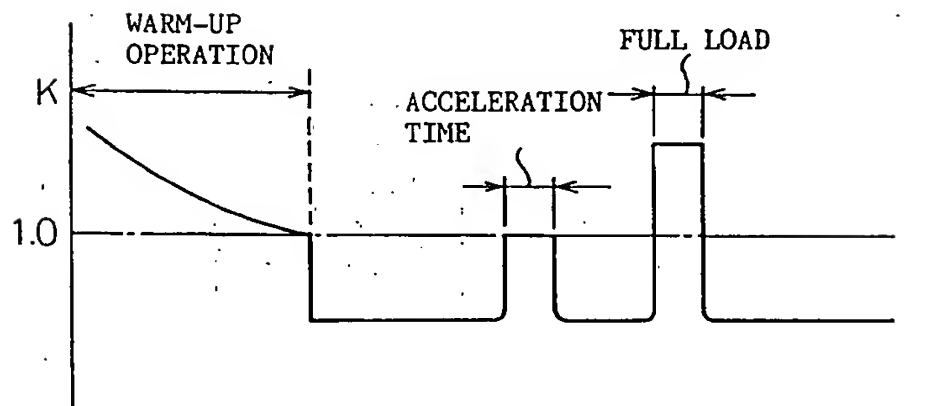 WARM-UP
OPERATION
FULL LOAD
K
ACCELERATION
TIME
1.0